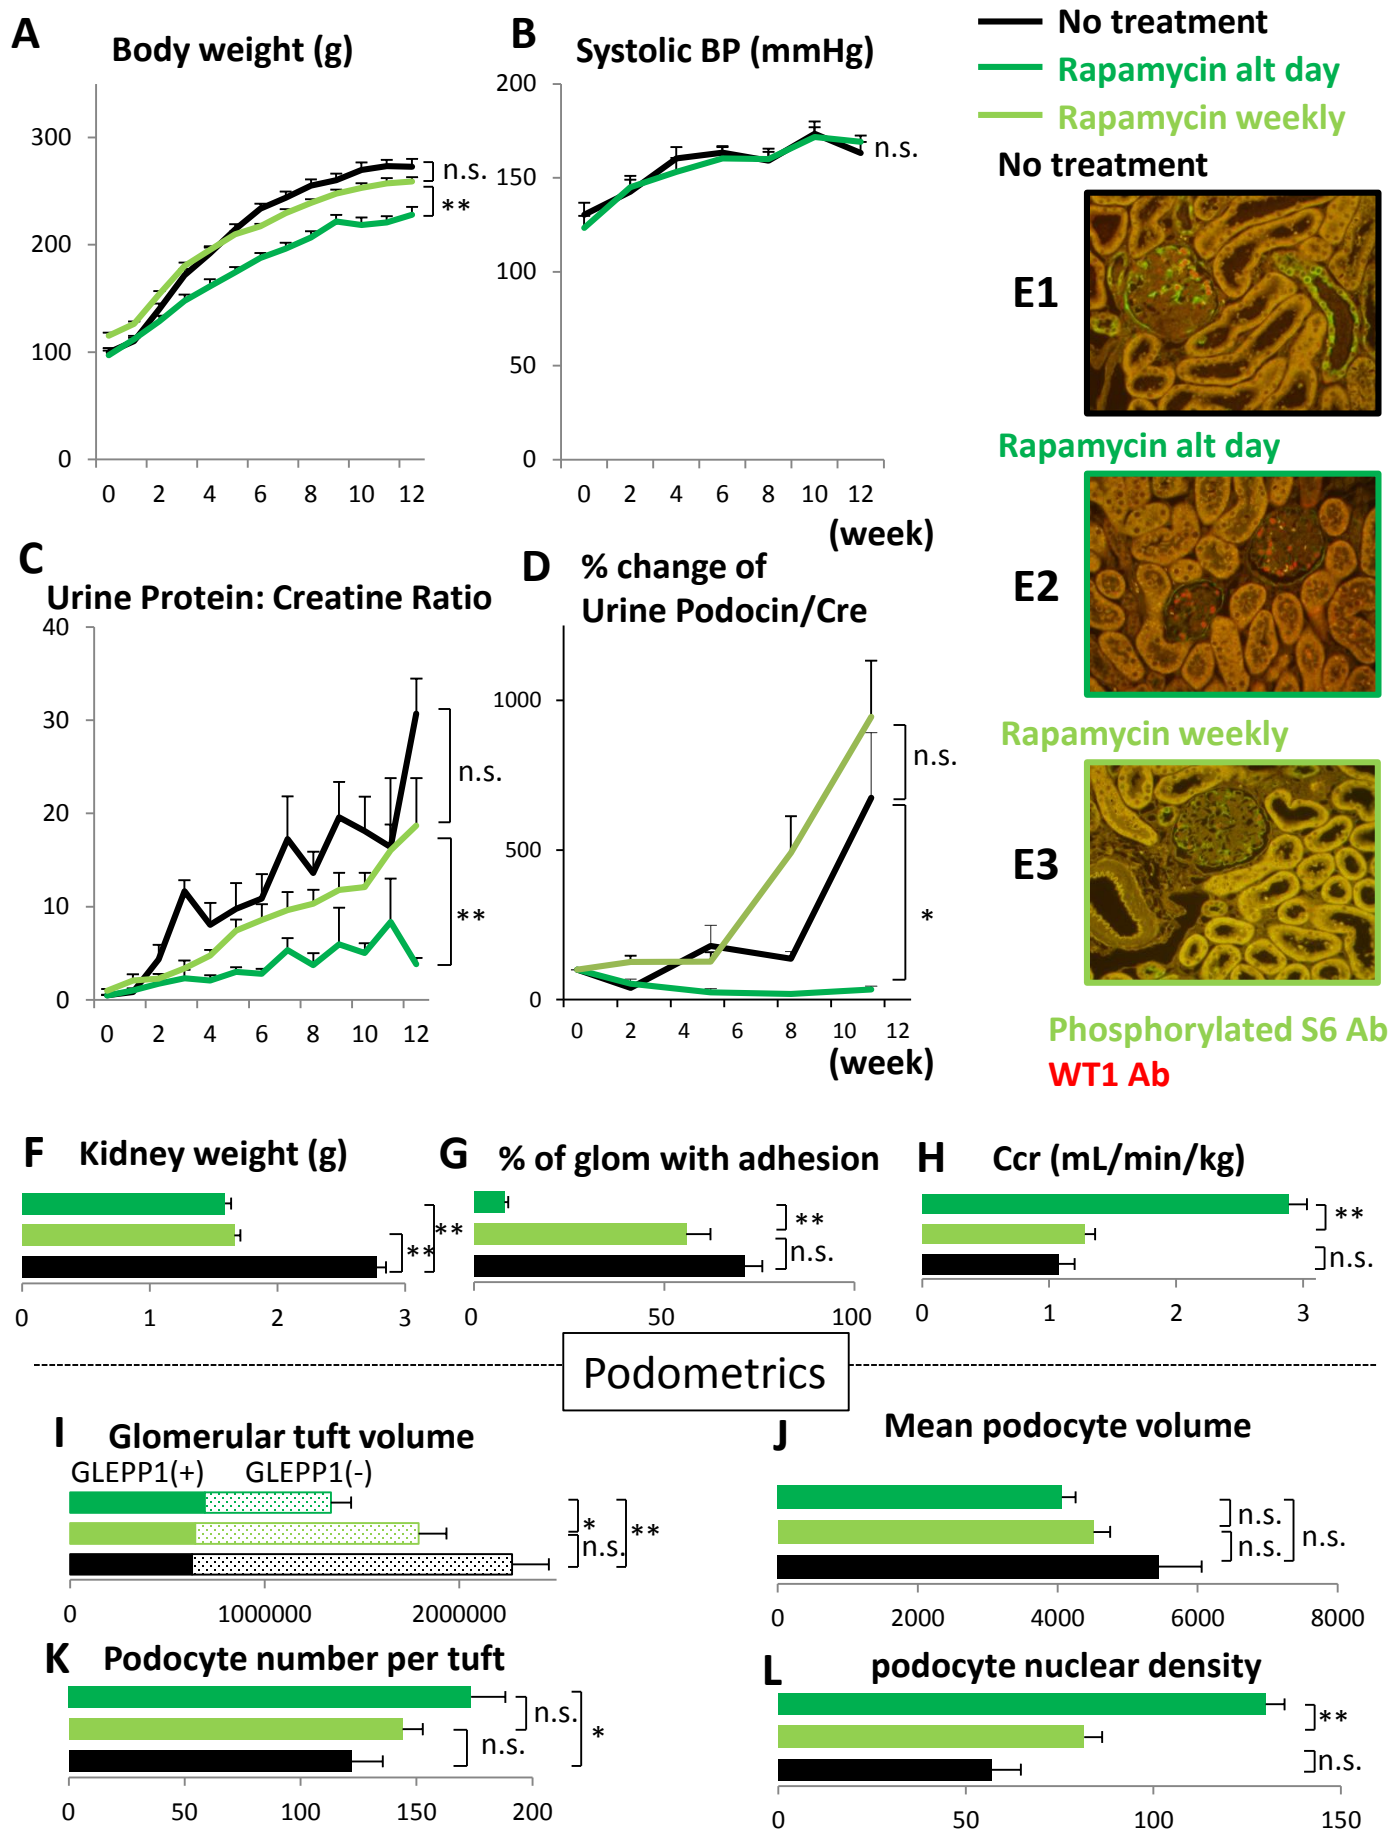 A
Body weight (g)
300
200
100
0
0 2 4 6 8 10 12
n.s.
**
B
Systolic BP (mmHg)
200
150
100
50
0
0 2 4 6 8 10 12
n.s.
(week)
No treatment
Rapamycin alt day
Rapamycin weekly
No treatment
E1
Rapamycin alt day
E2
Rapamycin weekly
E3
Phosphorylated S6 Ab
WT1 Ab
C
Urine Protein: Creatine Ratio
40
30
20
10
0
0 2 4 6 8 10 12
n.s.
**
D
% change of
Urine Podocin/Cre
1000
500
0
0 2 4 6 8 10 12
n.s.
*
(week)
F
Kidney weight (g)
**
**
0 1 2 3
G
% of glom with adhesion
**
n.s.
0 50 100
H
Ccr (mL/min/kg)
**
n.s.
0 1 2 3
Podometrics
I
Glomerular tuft volume
GLEPP1(+) GLEPP1(-)
*
n.s.
**
0 1000000 2000000
J
Mean podocyte volume
n.s.
n.s.
n.s.
0 2000 4000 6000 8000
K
Podocyte number per tuft
n.s.
n.s.
*
0 50 100 150 200
L
podocyte nuclear density
**
n.s.
0 50 100 150